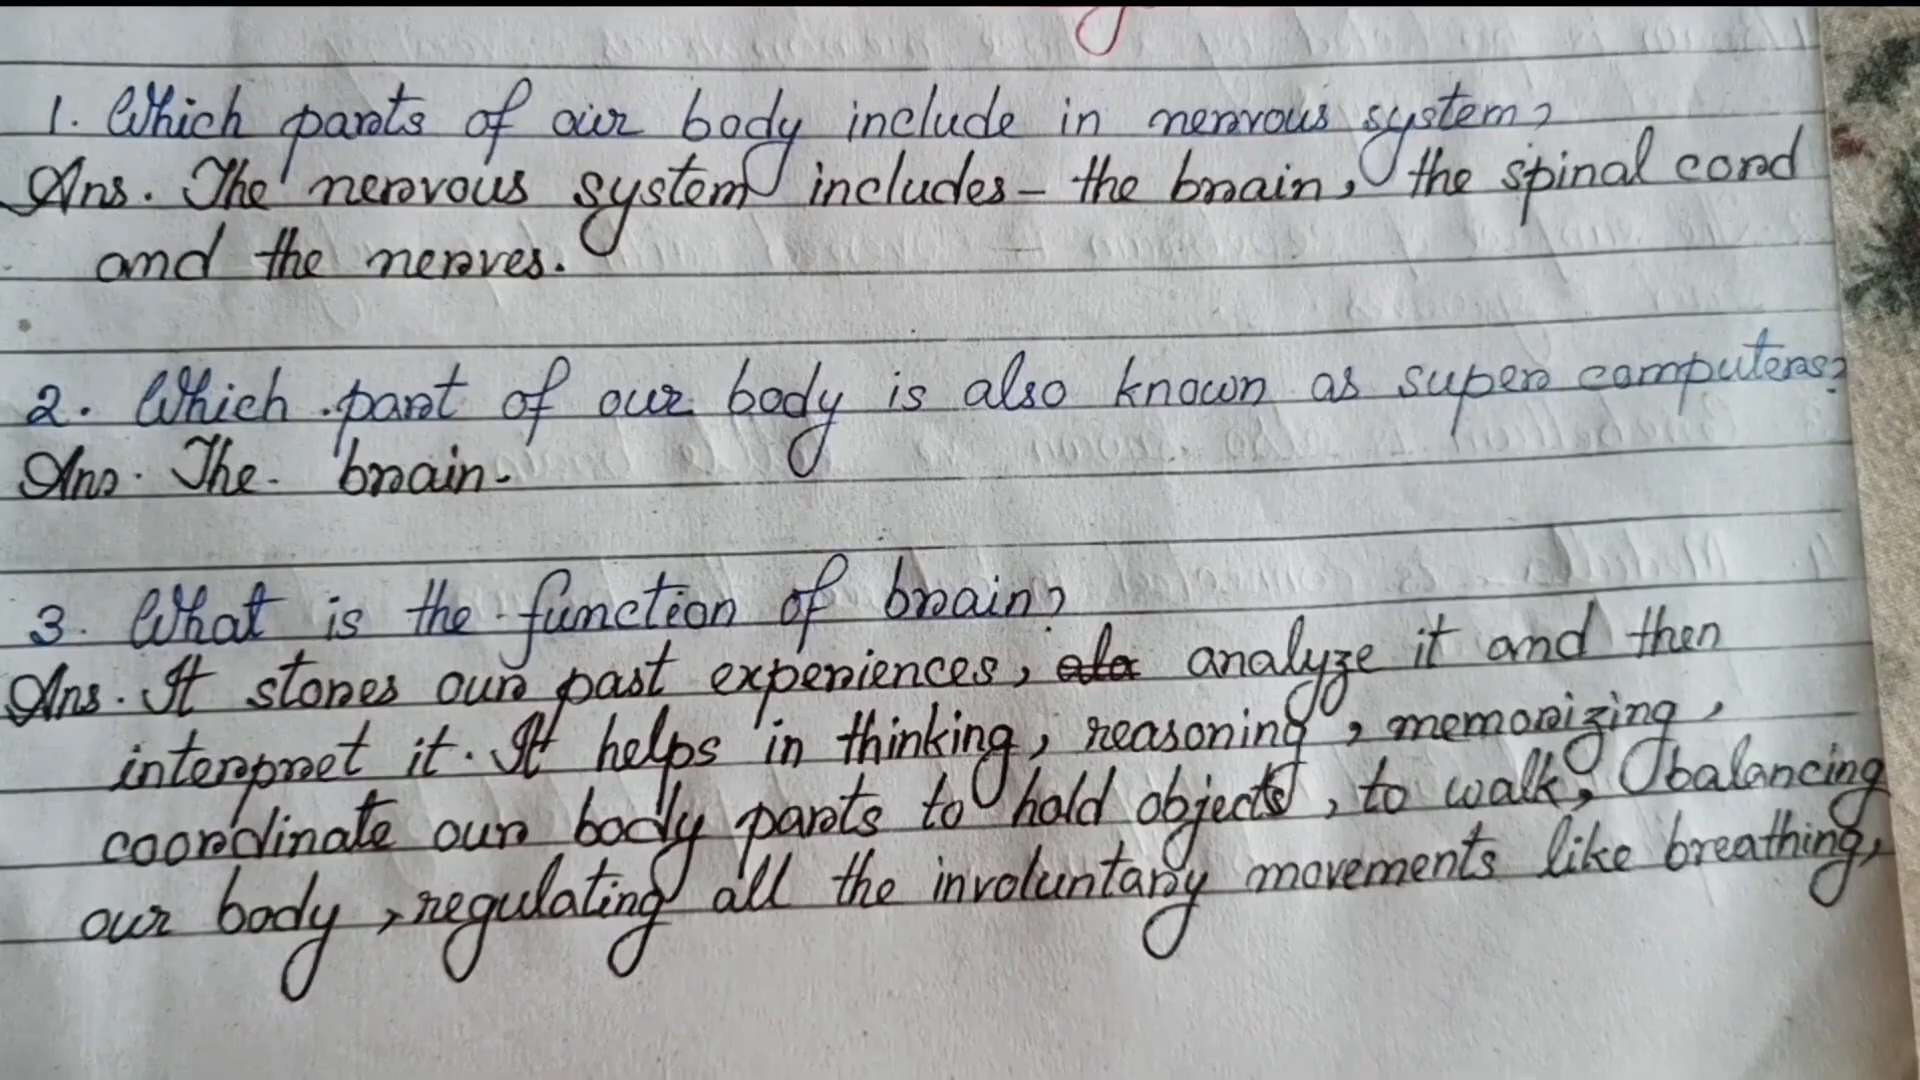 1. Which parts of our body include in nervous system?
Ans. The nervous system includes- the brain, the spinal cord
and the nerves.
2. Which part of our body is also known as super computers?
Ans. The brain.
3. What is the function of brain?
Ans. It stores our past experiences, analyze it and then
interpret it. It helps in thinking, reasoning, memorizing,
coordinate our body parts to hold objects, to walk, balancing
our body, regulating all the involuntary movements like breathing,